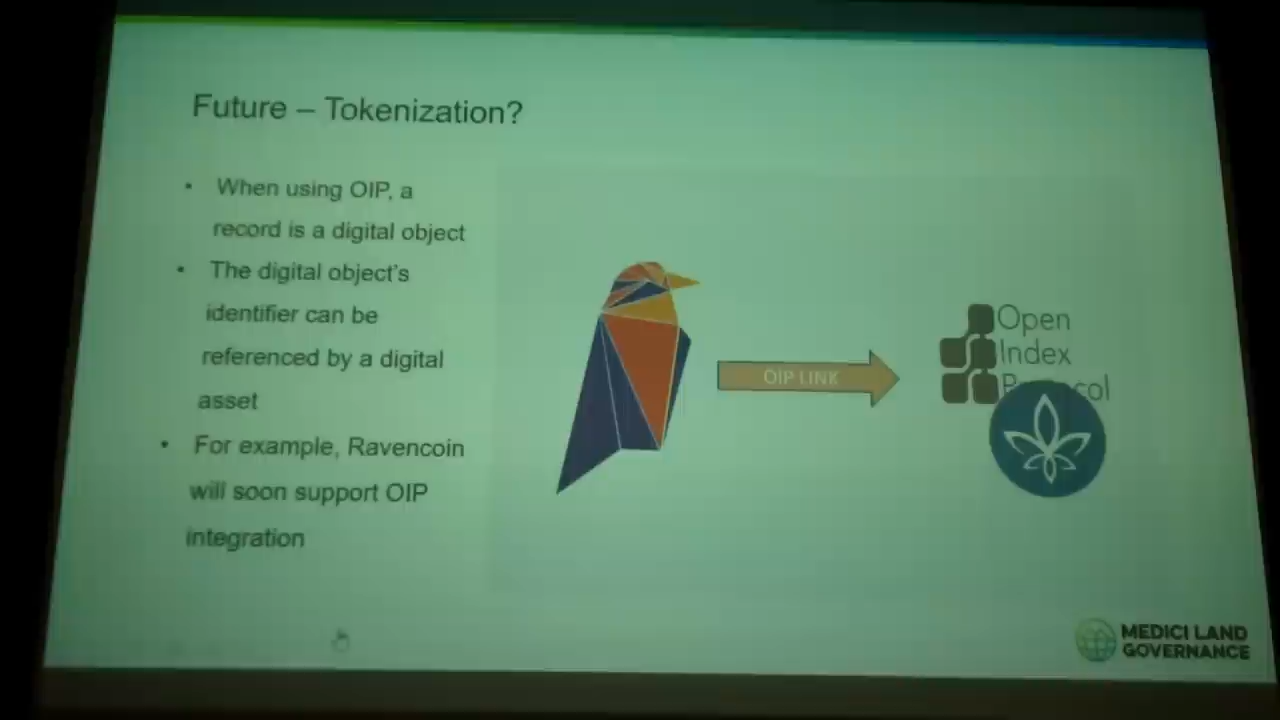 Future – Tokenization?
• When using OIP, a
record is a digital object
• The digital object's
identifier can be
referenced by a digital
asset
• For example, Ravencoin
will soon support OIP
integration
OIP LINK
Open
Index
Protocol
MEDICI LAND
GOVERNANCE